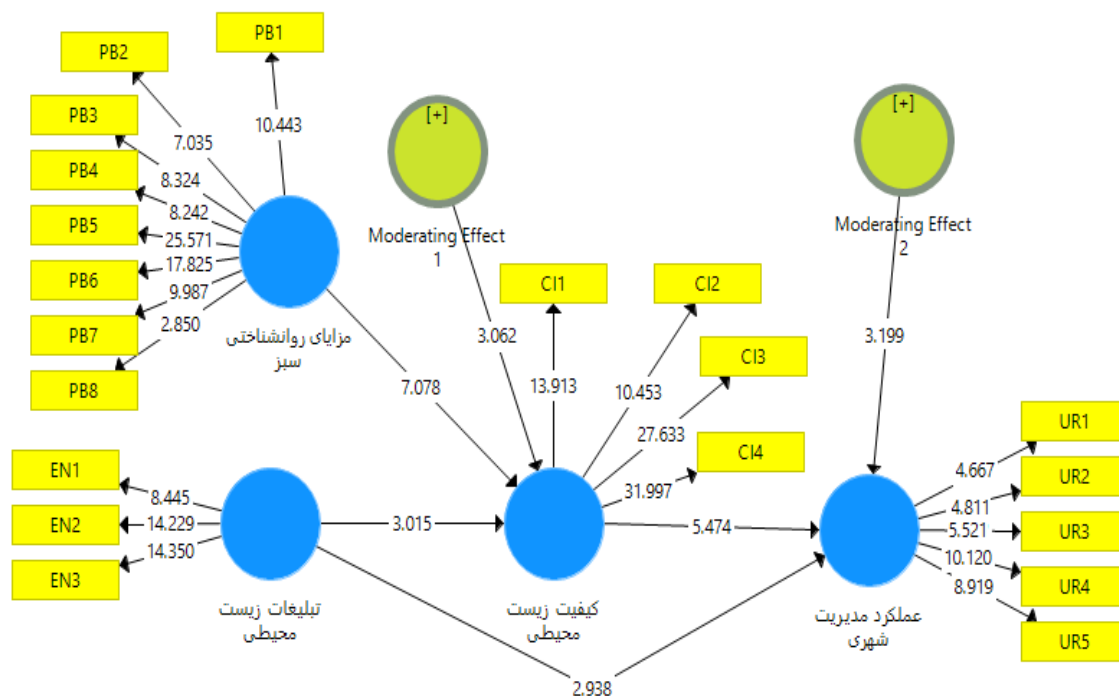 PB1
PB2
PB3
PB4
PB5
PB6
PB7
PB8
10.443
7.035
8.324
8.242
25.571
17.825
9.987
2.850
مزایای روانشناختی
سبز
[+]
Moderating Effect
1
[+]
Moderating Effect
2
3.062
3.199
7.078
CI1
CI2
CI3
CI4
13.913
10.453
27.633
31.997
EN1
EN2
EN3
8.445
14.229
14.350
تبلیغات زیست
محیطی
3.015
کیفیت زیست
محیطی
5.474
2.938
عملکرد مدیریت
شهری
UR1
UR2
UR3
UR4
UR5
4.667
4.811
5.521
10.120
8.919